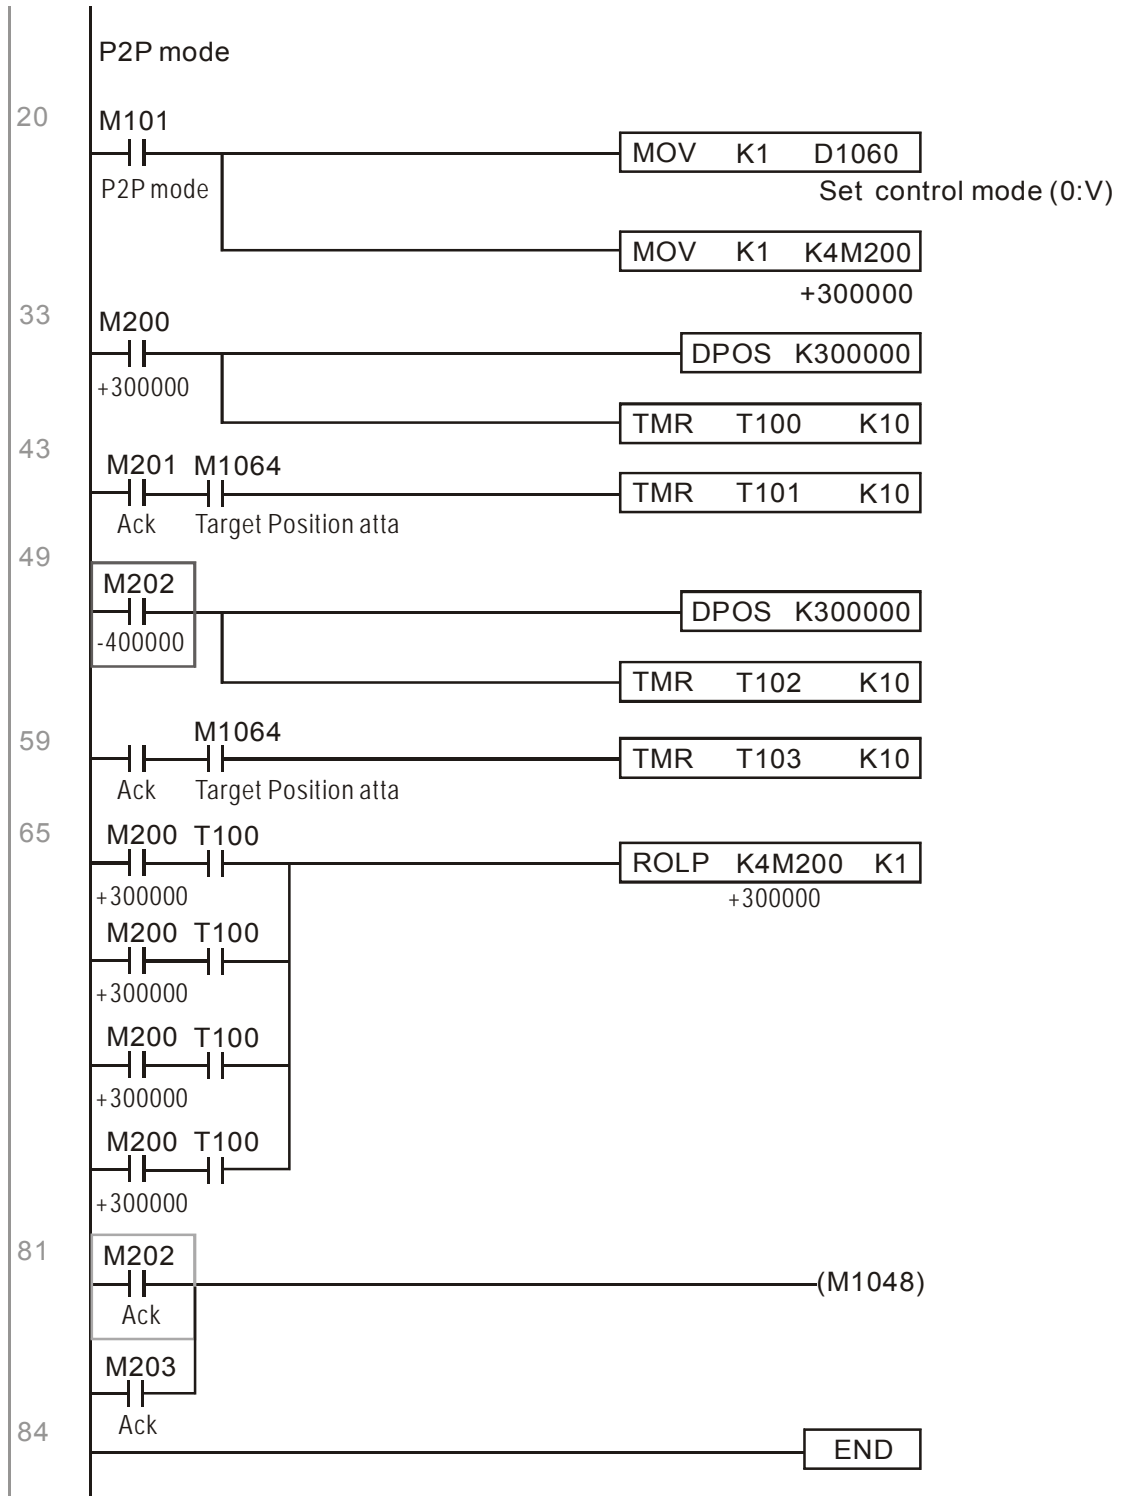 P2P mode
20
M101
MOV K1 D1060
P2P mode
Set control mode (0:V)
MOV K1 K4M200
+300000
33
M200
DPOS K300000
+300000
TMR T100 K10
43
M201 M1064
TMR T101 K10
Ack Target Position atta
49
M202
DPOS K300000
-400000
TMR T102 K10
59
M1064
TMR T103 K10
Ack Target Position atta
65
M200 T100
ROLP K4M200 K1
+300000
+300000
M200 T100
+300000
M200 T100
+300000
M200 T100
+300000
81
M202
(M1048)
Ack
M203
Ack
84
END